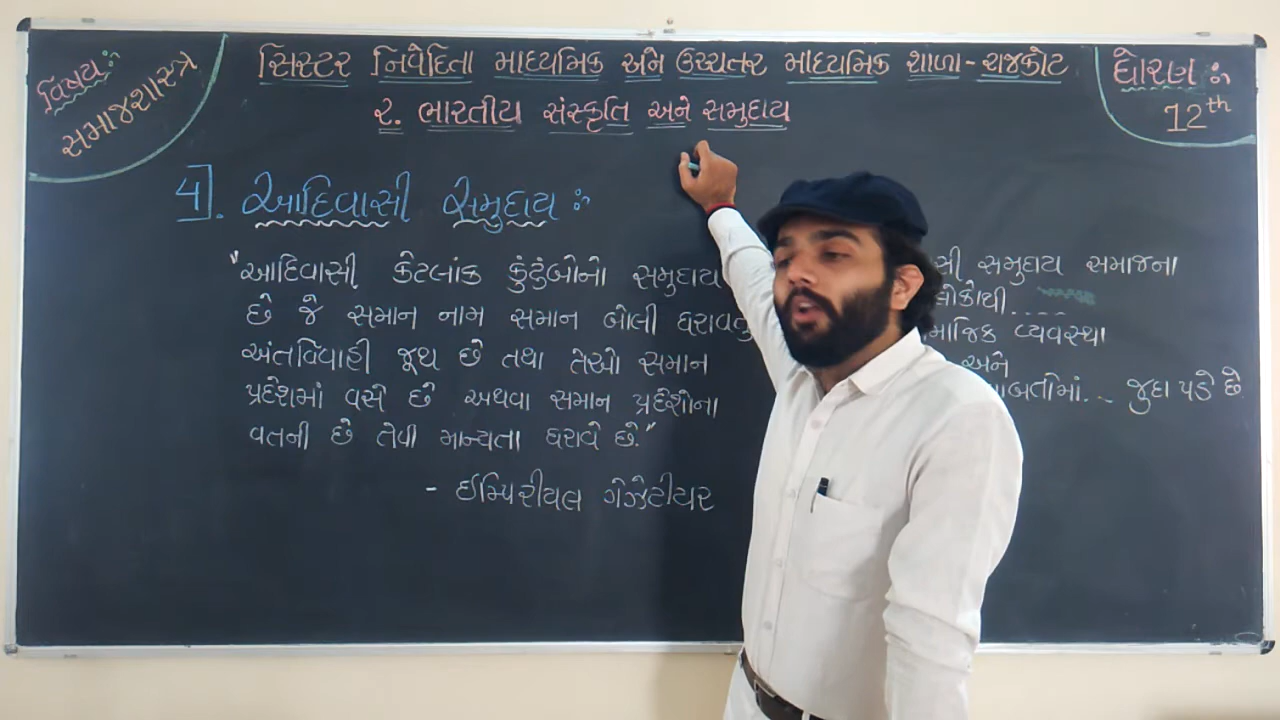 વિષય:
સમાજશાસ્ત્ર
સિસ્ટર નિવેદિતા માધ્યમિક અને ઉચ્ચતર માધ્યમિક શાળા - રાજકોટ
ધોરણ :
12th
૨. ભારતીય સંસ્કૃતિ અને સમુદાય
4]. આદિવાસી સમુદાય :
"આદિવાસી કેટલાંક કુંટુંબોનો સમુદાય
છે જે સમાન નામ સમાન બોલી ધરાવતું
અંતર્વિવાહી જૂથ છે તથા તેઓ સમાન
પ્રદેશમાં વસે છે અથવા સમાન પ્રદેશોના
વતની છે તેવી માન્યતા ધરાવે છે."
- ઈમ્પિરીયલ ગેઝેટીયર
સમુદાય સમાજના
લોકોથી....
વ્યવસ્થા
અને
જુદા પડે છે